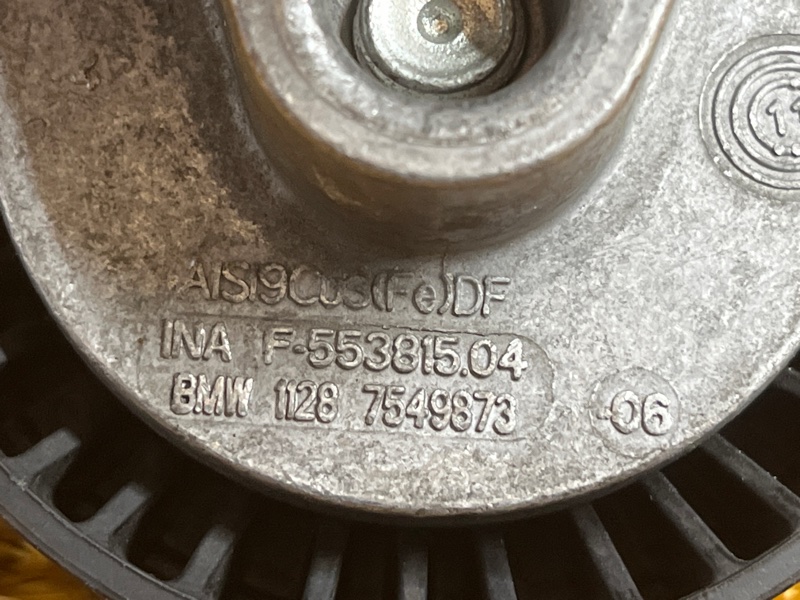 AlSi9Cu3(Fe)DF
INA F-553815.04
BMW 1128 7549873
-06